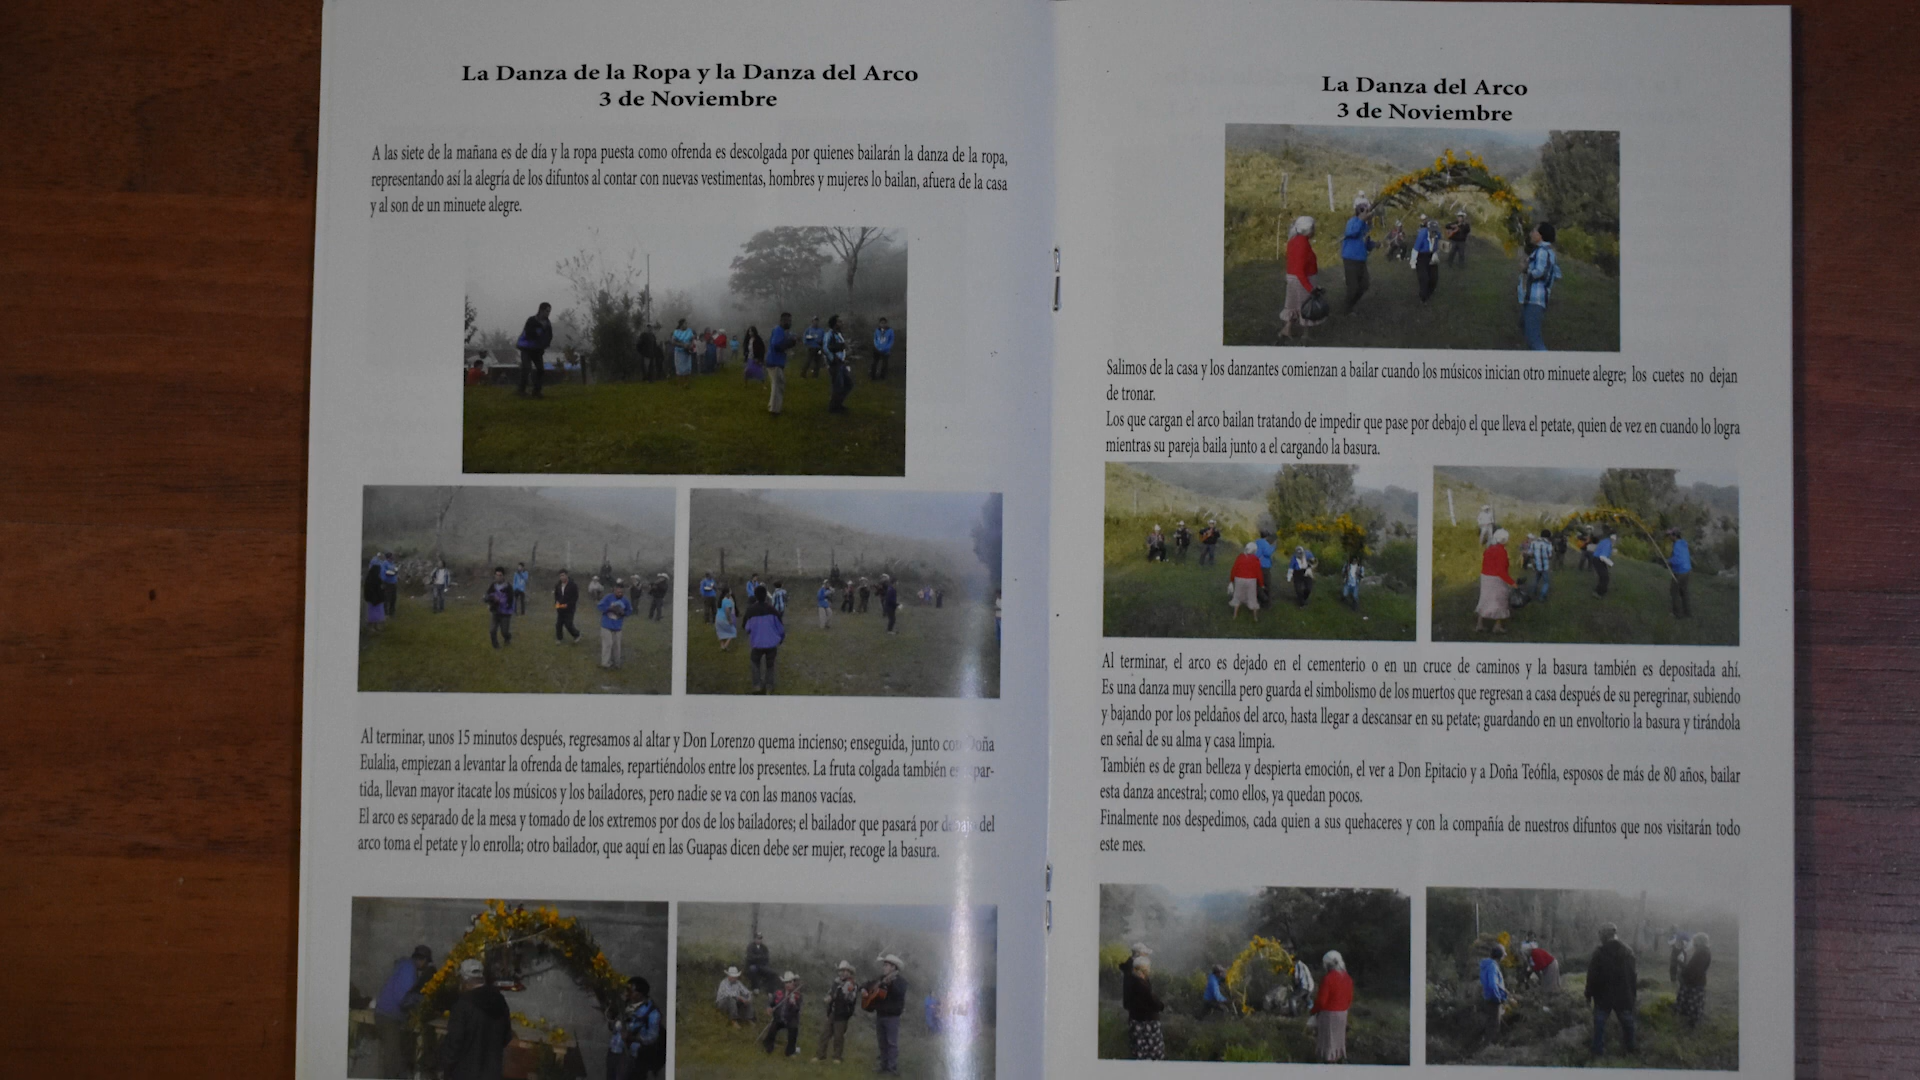 La Danza de la Ropa y la Danza del Arco
3 de Noviembre
A las siete de la mañana es de día y la ropa puesta como ofrenda es descolgada por quienes bailarán la danza de la ropa,
representando así la alegría de los difuntos al contar con nuevas vestimentas, hombres y mujeres lo bailan, afuera de la casa
y al son de un minuete alegre.
Al terminar, unos 15 minutos después, regresamos al altar y Don Lorenzo quema incienso; enseguida, junto con Doña
Eulalia, empiezan a levantar la ofrenda de tamales, repartiéndolos entre los presentes. La fruta colgada también es
tida, llevan mayor itacate los músicos y los bailadores, pero nadie se va con las manos vacías.
El arco es separado de la mesa y tomado de los extremos por dos de los bailadores; el bailador que pasará por debajo del
arco toma el petate y lo enrolla; otro bailador, que aquí en las Guapas dicen debe ser mujer, recoge la basura.
La Danza del Arco
3 de Noviembre
Salimos de la casa y los danzantes comienzan a bailar cuando los músicos inician otro minuete alegre; los cuetes no dejan
de tronar.
Los que cargan el arco bailan tratando de impedir que pase por debajo el que lleva el petate, quien de vez en cuando lo logra
mientras su pareja baila junto a el cargando la basura.
Al terminar, el arco es dejado en el cementerio o en un cruce de caminos y la basura también es depositada ahí.
Es una danza muy sencilla pero guarda el simbolismo de los muertos que regresan a casa después de su peregrinar, subiendo
y bajando por los peldaños del arco, hasta llegar a descansar en su petate; guardando en un envoltorio la basura y tirándola
en señal de su alma y casa limpia.
También es de gran belleza y despierta emoción, el ver a Don Epitacio y a Doña Teófila, esposos de más de 80 años, bailar
esta danza ancestral; como ellos, ya quedan pocos.
Finalmente nos despedimos, cada quien a sus quehaceres y con la compañía de nuestros difuntos que nos visitarán todo
este mes.